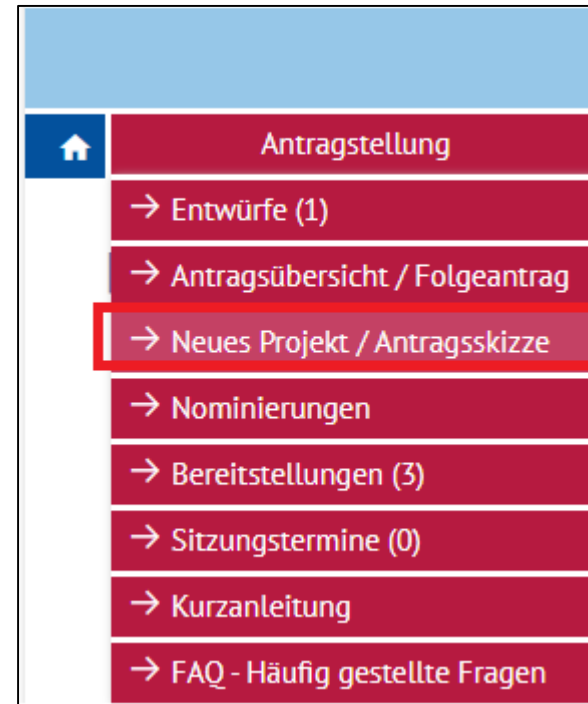 Antragstellung
→ Entwürfe (1)
→ Antragsübersicht / Folgeantrag
→ Neues Projekt / Antragsskizze
→ Nominierungen
→ Bereitstellungen (3)
→ Sitzungstermine (0)
→ Kurzanleitung
→ FAQ - Häufig gestellte Fragen